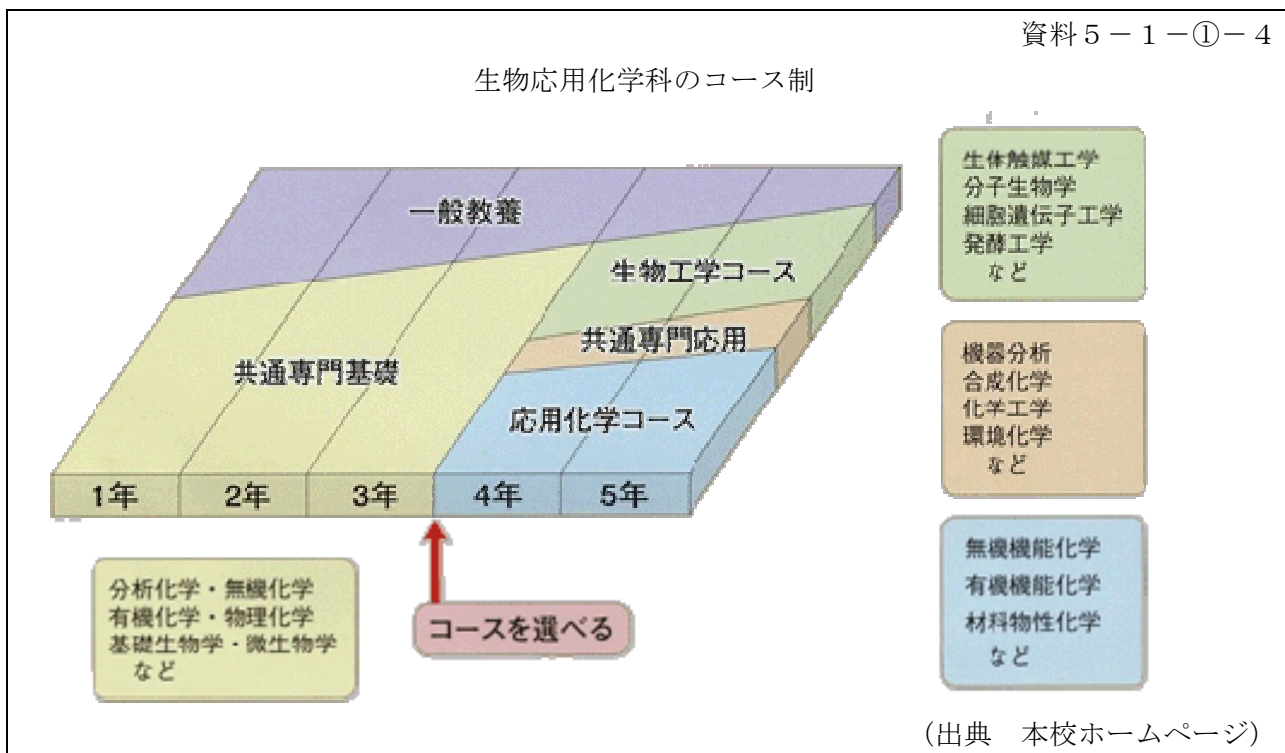 資料5-1-①-4
生物応用化学科のコース制
一般教養
生物工学コース
共通専門応用
共通専門基礎
応用化学コース
1年
2年
3年
4年
5年
生体触媒工学
分子生物学
細胞遺伝子工学
発酵工学
など
機器分析
合成化学
化学工学
環境化学
など
無機機能化学
有機機能化学
材料物性化学
など
分析化学・無機化学
有機化学・物理化学
基礎生物学・微生物学
など
コースを選べる
(出典 本校ホームページ)